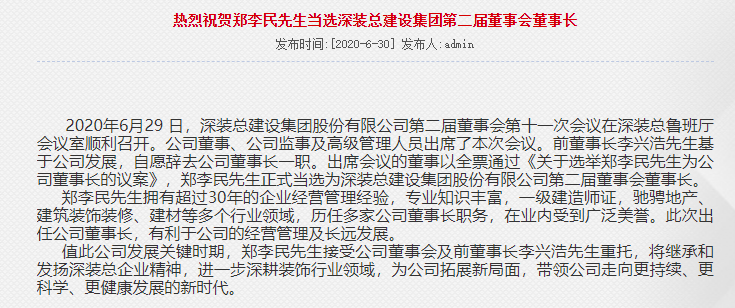 热烈祝贺郑李民先生当选深装总建设集团第二届董事会董事长
发布时间:[2020-6-30] 发布人:admin
2020年6月29 日，深装总建设集团股份有限公司第二届董事会第十一次会议在深装总鲁班厅
会议室顺利召开。公司董事、公司监事及高级管理人员出席了本次会议。前董事长李兴浩先生基
于公司发展，自愿辞去公司董事长一职。出席会议的董事以全票通过《关于选举郑李民先生为公
司董事长的议案》，郑李民先生正式当选为深装总建设集团股份有限公司第二届董事会董事长。
郑李民先生拥有超过30年的企业经营管理经验，专业知识丰富，一级建造师证，驰骋地产、
建筑装饰装修、建材等多个行业领域，历任多家公司董事长职务，在业内受到广泛美誉。此次出
任公司董事长，有利于公司的经营管理及长远发展。
值此公司发展关键时期，郑李民先生接受公司董事会及前董事长李兴浩先生重托，将继承和
发扬深装总企业精神，进一步深耕装饰行业领域，为公司拓展新局面，带领公司走向更持续、更
科学、更健康发展的新时代。